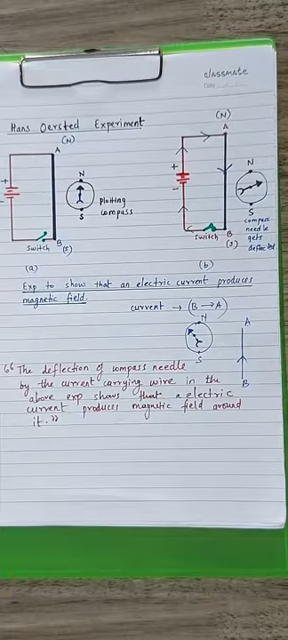 classmate
Date
Hans Oersted Experiment
(N)
A
+
N
S
plotting
compass
switch
B
(S)
(a)
(N)
A
+
-
N
S
compass
needle
gets
deflected
switch
B
(S)
(b)
Exp to show that an electric current produces
magnetic field.
current → (B → A)
N
S
A
B
"The deflection of compass needle
by the current carrying wire in the
above exp shows that a electric
current produces magnetic field around
it."